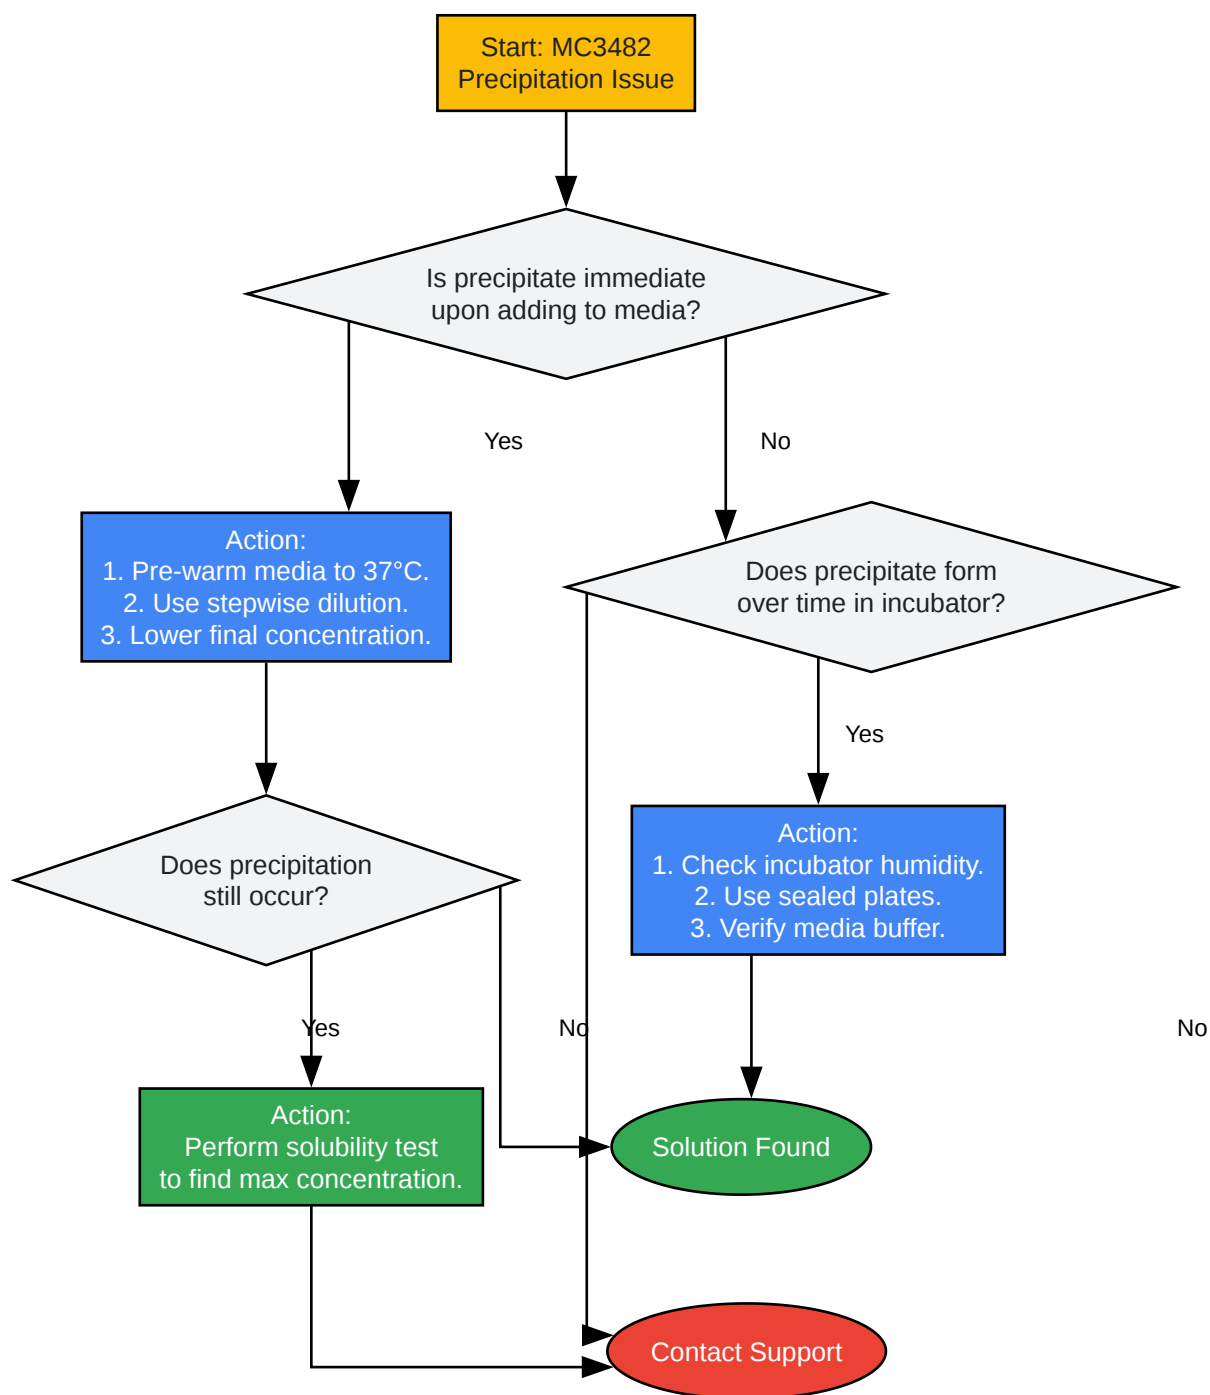 Start: MC3482
Precipitation Issue
Is precipitate immediate
upon adding to media?
Yes
No
Action:
1. Pre-warm media to 37°C.
2. Use stepwise dilution.
3. Lower final concentration.
Does precipitate form
over time in incubator?
Yes
Action:
1. Check incubator humidity.
2. Use sealed plates.
3. Verify media buffer.
Does precipitation
still occur?
Yes
No
No
Action:
Perform solubility test
to find max concentration.
Solution Found
Contact Support